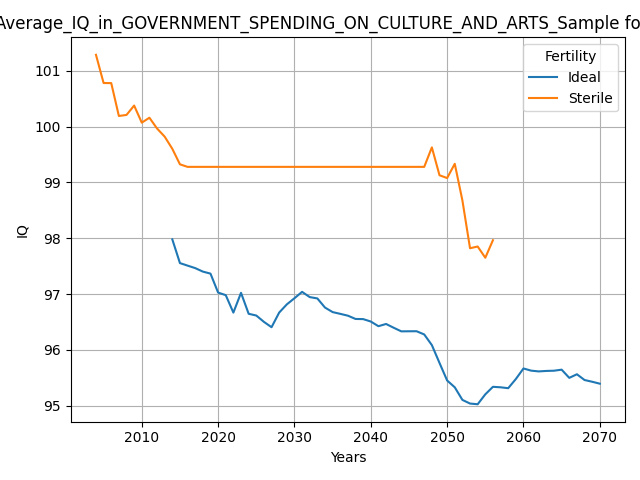 Average_IQ_in_GOVERNMENT_SPENDING_ON_CULTURE_AND_ARTS_Sample fo
Fertility
Ideal
Sterile
101
100
99
98
97
96
95
IQ
2010 2020 2030 2040 2050 2060 2070
Years